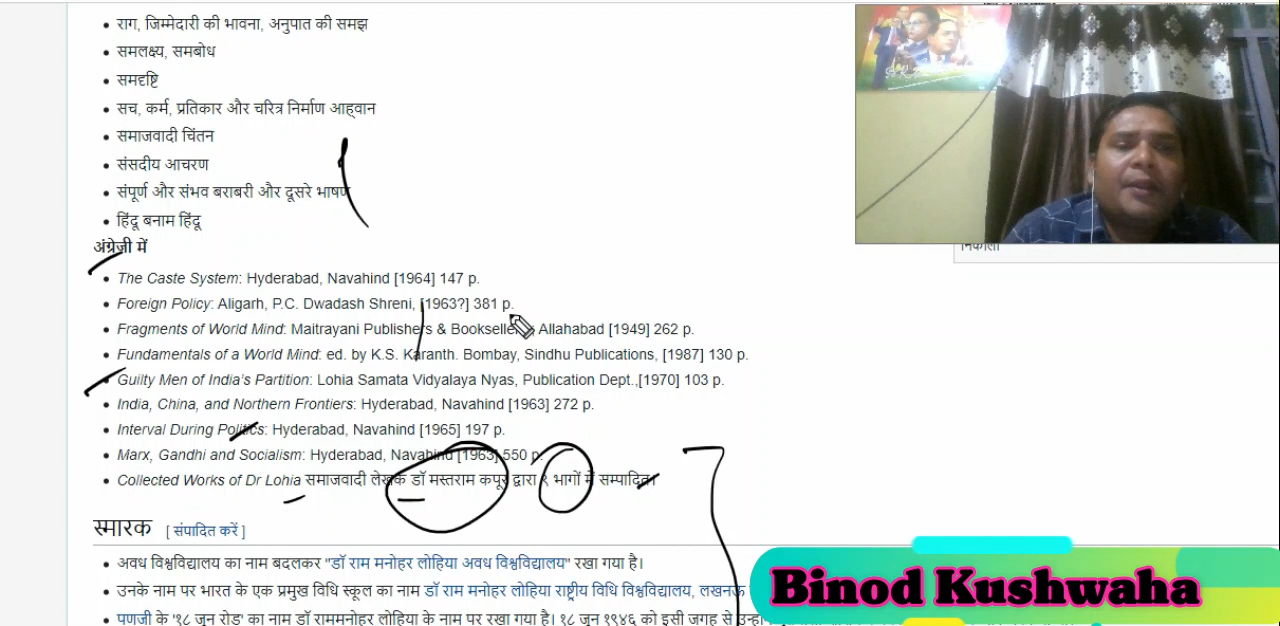 राग, जिम्मेदारी की भावना, अनुपात की समझ
समलक्ष्य, समबोध
समदृष्टि
सच, कर्म, प्रतिकार और चरित्र निर्माण आह्वान
समाजवादी चिंतन
संसदीय आचरण
संपूर्ण और संभव बराबरी और दूसरे भाषण
हिंदू बनाम हिंदू
अंग्रेजी में
The Caste System: Hyderabad, Navahind [1964] 147 p.
Foreign Policy: Aligarh, P.C. Dwadash Shreni, [1963?] 381 p.
Fragments of World Mind: Maitrayani Publishers & Booksellers Allahabad [1949] 262 p.
Fundamentals of a World Mind: ed. by K.S. Karanth. Bombay, Sindhu Publications, [1987] 130 p.
Guilty Men of India's Partition: Lohia Samata Vidyalaya Nyas, Publication Dept.,[1970] 103 p.
India, China, and Northern Frontiers: Hyderabad, Navahind [1963] 272 p.
Interval During Politics: Hyderabad, Navahind [1965] 197 p.
Marx, Gandhi and Socialism: Hyderabad, Navahind [1963] 550 p.
Collected Works of Dr Lohia समाजवादी लेखक डॉ मस्तराम कपूर द्वारा ९ भागों में सम्पादित।
निकाला
स्मारक [ संपादित करें ]
अवध विश्वविद्यालय का नाम बदलकर "डॉ राम मनोहर लोहिया अवध विश्वविद्यालय" रखा गया है।
उनके नाम पर भारत के एक प्रमुख विधि स्कूल का नाम डॉ राम मनोहर लोहिया राष्ट्रीय विधि विश्वविद्यालय, लखनऊ
पणजी के '१८ जून रोड' का नाम डॉ राममनोहर लोहिया के नाम पर रखा गया है। १८ जून १९४६ को इसी जगह से
Binod Kushwaha